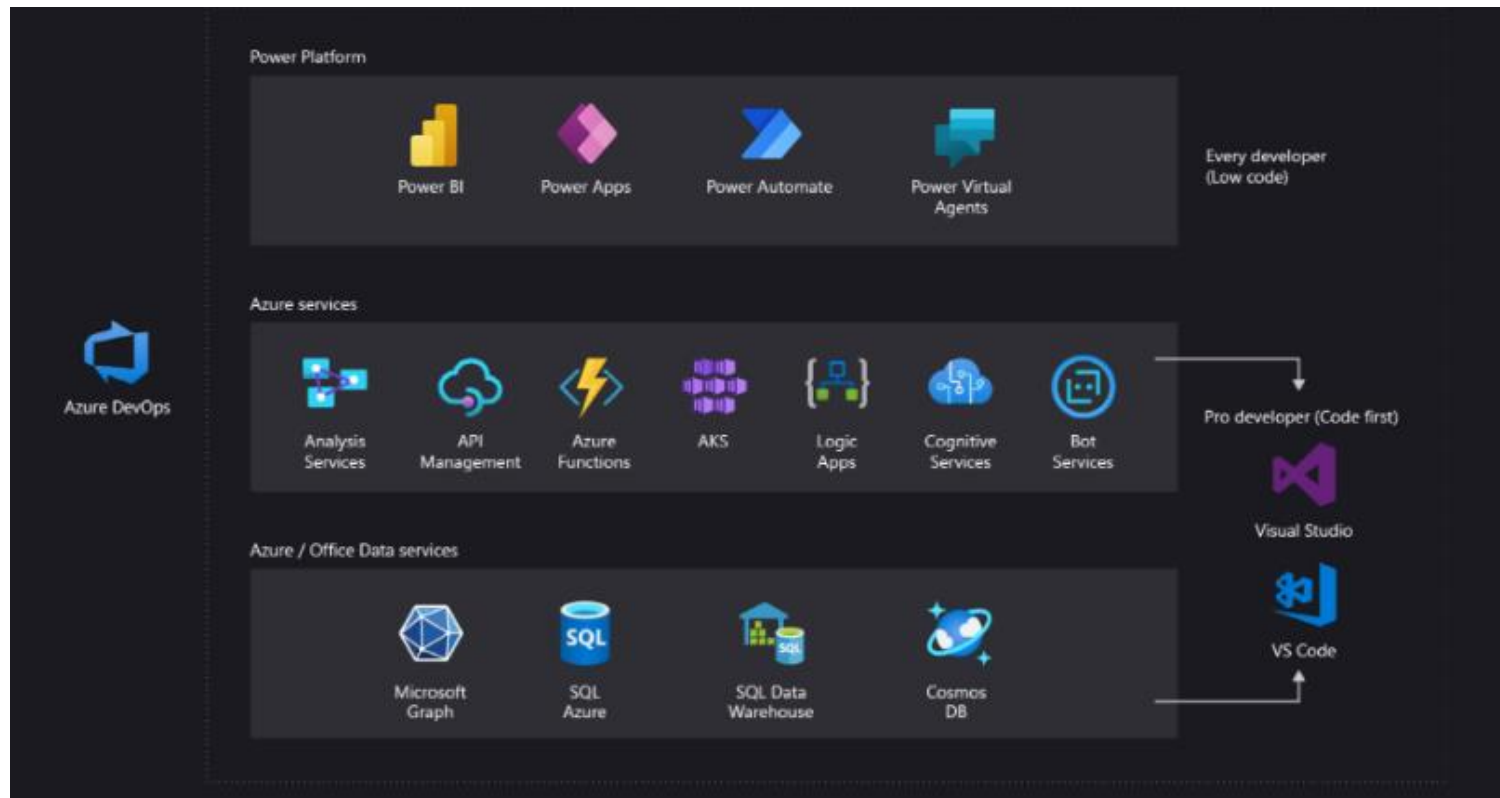 Power Platform
Power BI
Power Apps
Power Automate
Power Virtual
Agents
Every developer
(Low code)
Azure DevOps
Azure services
Analysis
Services
API
Management
Azure
Functions
AKS
Logic
Apps
Cognitive
Services
Bot
Services
Pro developer (Code first)
Visual Studio
VS Code
Azure / Office Data services
Microsoft
Graph
SQL
SQL
Azure
SQL
SQL Data
Warehouse
Cosmos
DB